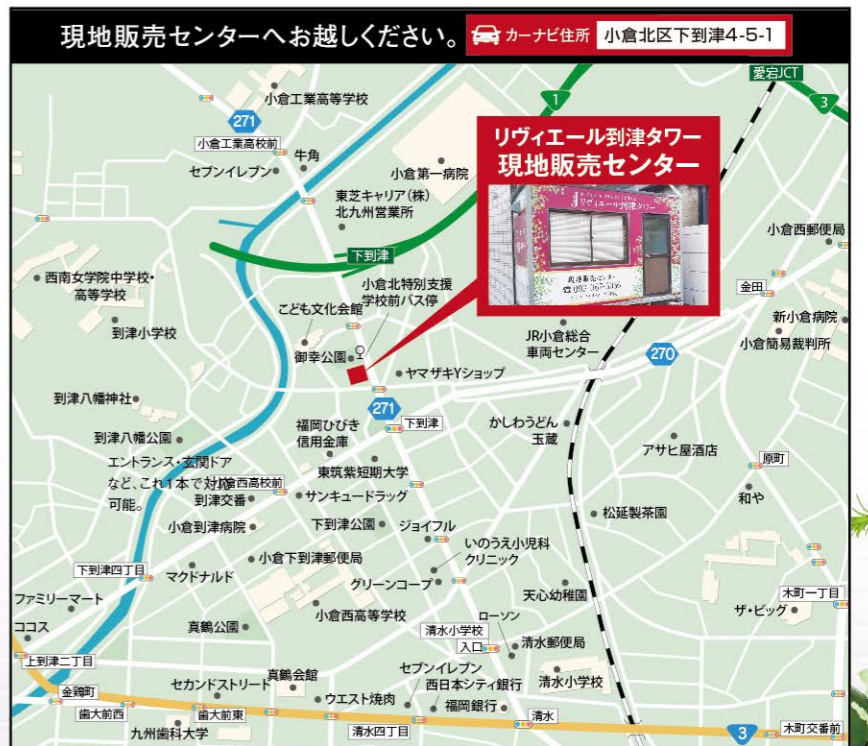 現地販売センターへお越しください。
カーナビ住所
小倉北区下到津4-5-1
愛宕JCT
小倉工業高等学校
1
3
271
小倉工業高校前
牛角
セブンイレブン
小倉第一病院
リヴィエール到津タワー
現地販売センター
東芝キャリア(株)
北九州営業所
リヴィエール到津タワー
現地販売センター
下到津
小倉西郵便局
西南女学院中学校・
高等学校
小倉北特別支援
学校前バス停
金田
こども文化会館
到津小学校
新小倉病院
JR小倉総合
車両センター
小倉簡易裁判所
御幸公園
270
ヤマザキYショップ
到津八幡神社
271
下到津
福岡ひびき
信用金庫
かしわうどん
玉蔵
到津八幡公園
アサヒ屋酒店
エントランス・玄関ドア
など、これ1本で対応
可能。
小倉西高校前
東筑紫短期大学
原町
到津交番
サンキュードラッグ
和や
小倉到津病院
下到津公園
ジョイフル
松延製茶園
いのうえ小児科
クリニック
小倉下到津郵便局
下到津四丁目
マクドナルド
グリーンコープ
天心幼稚園
木町一丁目
ファミリーマート
小倉西高等学校
ローソン
ザ・ビッグ
ココス
真鶴公園
清水小学校
入口
清水郵便局
上到津二丁目
セブンイレブン
真鶴会館
西日本シティ銀行
清水小学校
金鶏町
セカンドストリート
ウエスト焼肉
福岡銀行
歯大前西
歯大前東
清水
九州歯科大学
清水四丁目
3
木町交番前